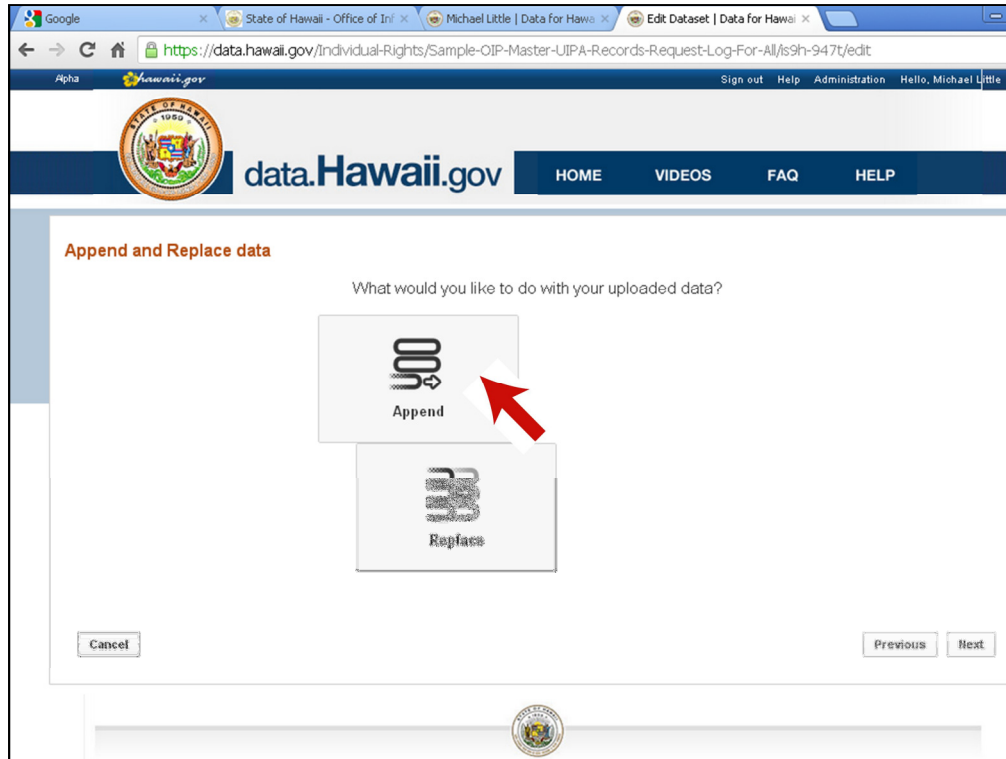 Google
State of Hawaii - Office of Inf
Michael Little | Data for Hawa
Edit Dataset | Data for Hawai
https://data.hawaii.gov/Individual-Rights/Sample-OIP-Master-UIPA-Records-Request-Log-For-All/is9h-947t/edit
Alpha
hawaii.gov
Sign out Help Administration Hello, Michael Little
1959
data.Hawaii.gov
HOME VIDEOS FAQ HELP
Append and Replace data
What would you like to do with your uploaded data?
Append
Replace
Cancel
Previous Next